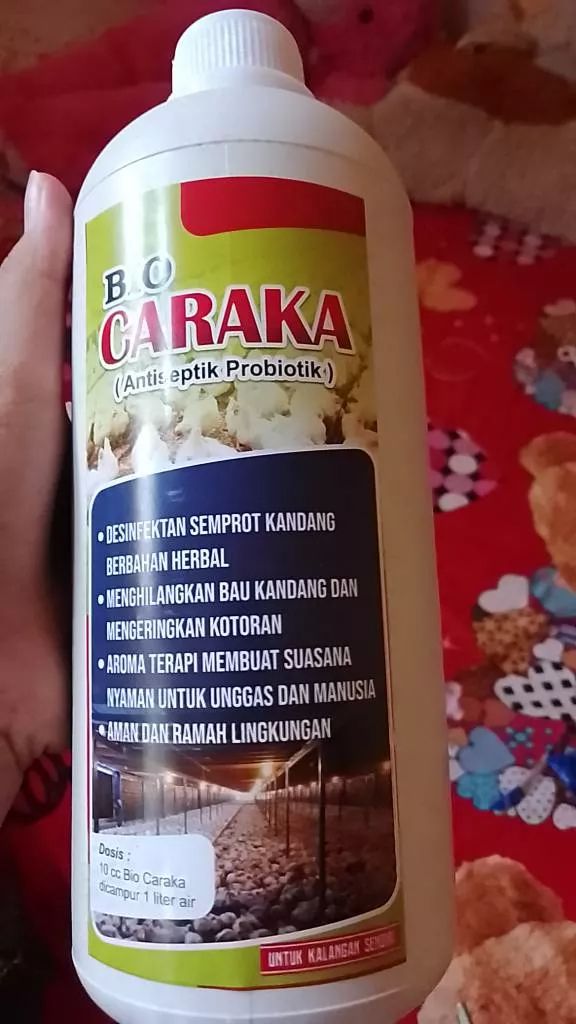 BIO
CARAKA
(Antiseptik Probiotik)
• DESINFEKTAN SEMPROT KANDANG
BERBAHAN HERBAL
• MENGHILANGKAN BAU KANDANG DAN
MENGERINGKAN KOTORAN
• AROMA TERAPI MEMBUAT SUASANA
NYAMAN UNTUK UNGGAS DAN MANUSIA
• AMAN DAN RAMAH LINGKUNGAN
Dosis :
10 cc Bio Caraka
dicampur 1 liter air
UNTUK KALANGAN SENDIRI